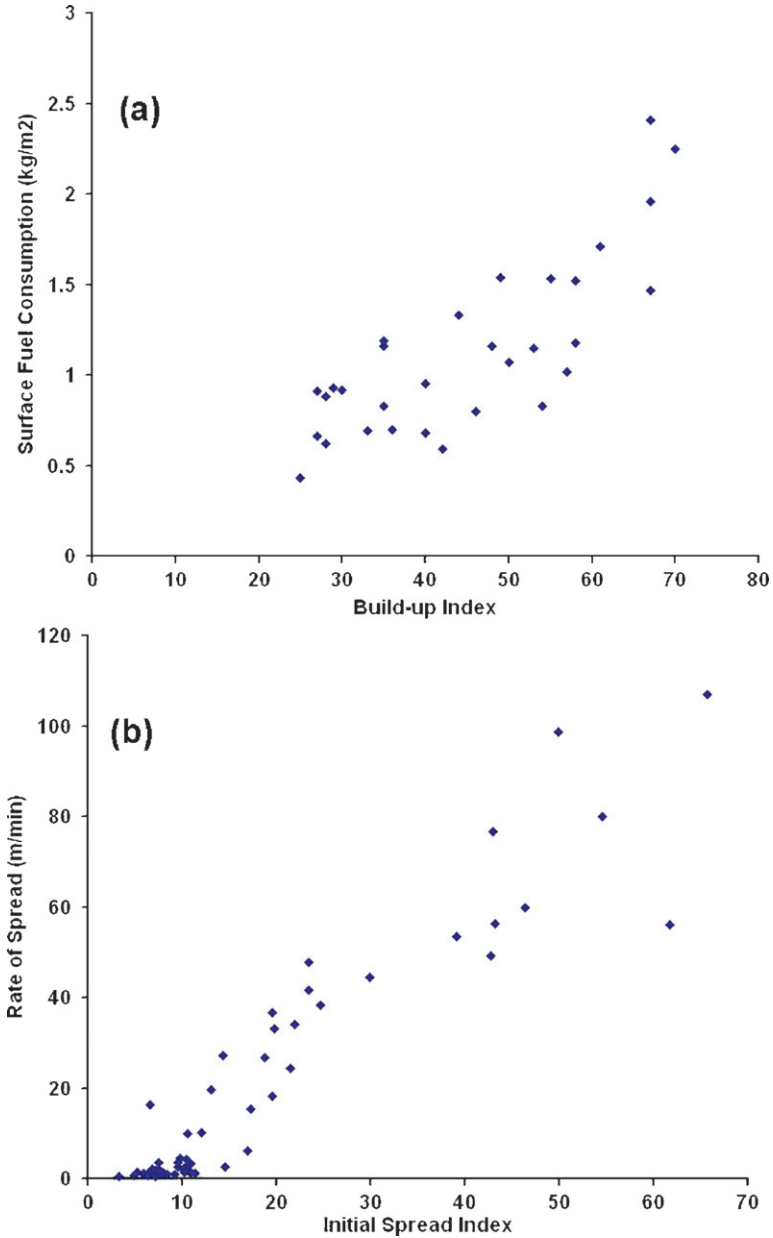 3
2.5
2
1.5
1
0.5
0
(a)
Surface Fuel Consumption (kg/m2)
0 10 20 30 40 50 60 70 80
Build-up Index
120
100
80
60
40
20
0
(b)
Rate of Spread (m/min)
0 10 20 30 40 50 60 70
Initial Spread Index